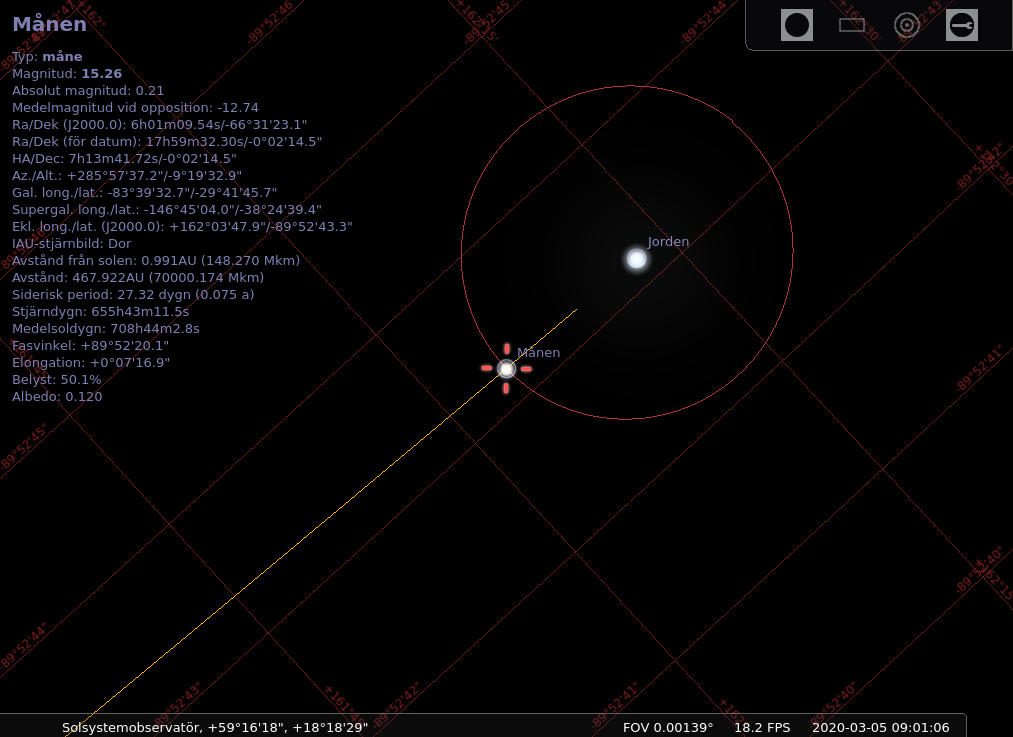 Månen
Typ: måne
Magnitud: 15.26
Absolut magnitud: 0.21
Medelmagnitud vid opposition: -12.74
Ra/Dek (J2000.0): 6h01m09.54s/-66°31'23.1"
Ra/Dek (för datum): 17h59m32.30s/-0°02'14.5"
HA/Dec: 7h13m41.72s/-0°02'14.5"
Az./Alt.: +285°57'37.2"/-9°19'32.9"
Gal. long./lat.: -83°39'32.7"/-29°41'45.7"
Supergal. long./lat.: -146°45'04.0"/-38°24'39.4"
Ekl. long./lat. (J2000.0): +162°03'47.9"/-89°52'43.3"
IAU-stjärnbild: Dor
Avstånd från solen: 0.991AU (148.270 Mkm)
Avstånd: 467.922AU (70000.174 Mkm)
Siderisk period: 27.32 dygn (0.075 a)
Stjärndygn: 655h43m11.5s
Medelsoldygn: 708h44m2.8s
Fasvinkel: +89°52'20.1"
Elongation: +0°07'16.9"
Belyst: 50.1%
Albedo: 0.120
-89°52'46"
-89°52'45"
-89°52'44"
-89°52'43"
Jorden
Månen
-89°52'42"
-89°52'41"
-89°52'40"
-89°52'45"
-89°52'44"
-89°52'43"
-89°52'42"
-89°52'41"
-89°52'40"
Solsystemobservatör, +59°16'18", +18°18'29"
FOV 0.00139°
18.2 FPS
2020-03-05 09:01:06